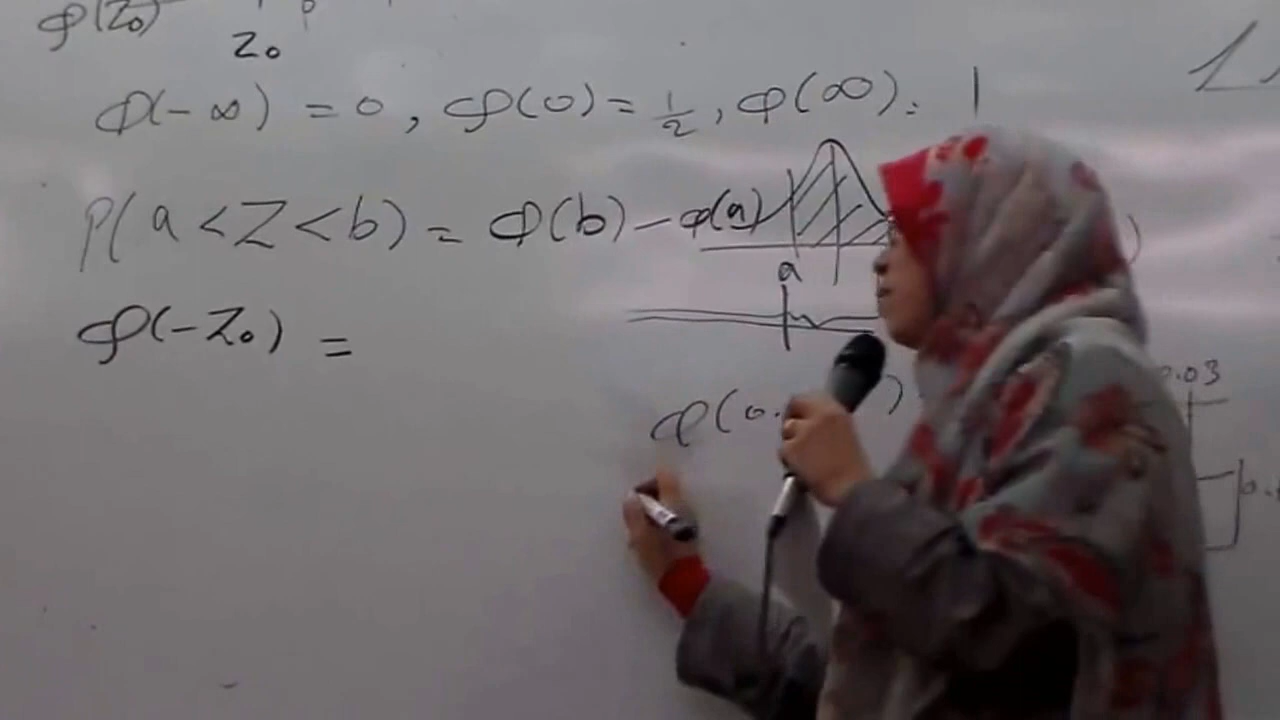 φ(Z₀)
Z₀
φ(-∞) = 0, φ(0) = 1/2, φ(∞) = 1
P(a < Z < b) = φ(b) - φ(a)
a
φ(-Z₀) =
φ(0.
0.03